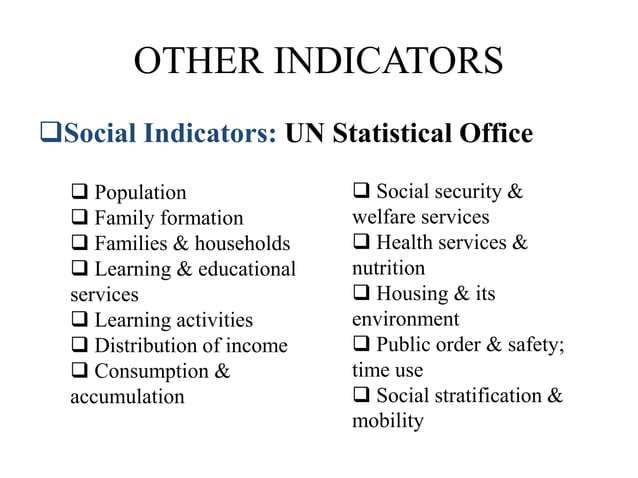 OTHER INDICATORS
❑Social Indicators: UN Statistical Office
❑ Population
❑ Family formation
❑ Families & households
❑ Learning & educational
services
❑ Learning activities
❑ Distribution of income
❑ Consumption &
accumulation
❑ Social security &
welfare services
❑ Health services &
nutrition
❑ Housing & its
environment
❑ Public order & safety;
time use
❑ Social stratification &
mobility